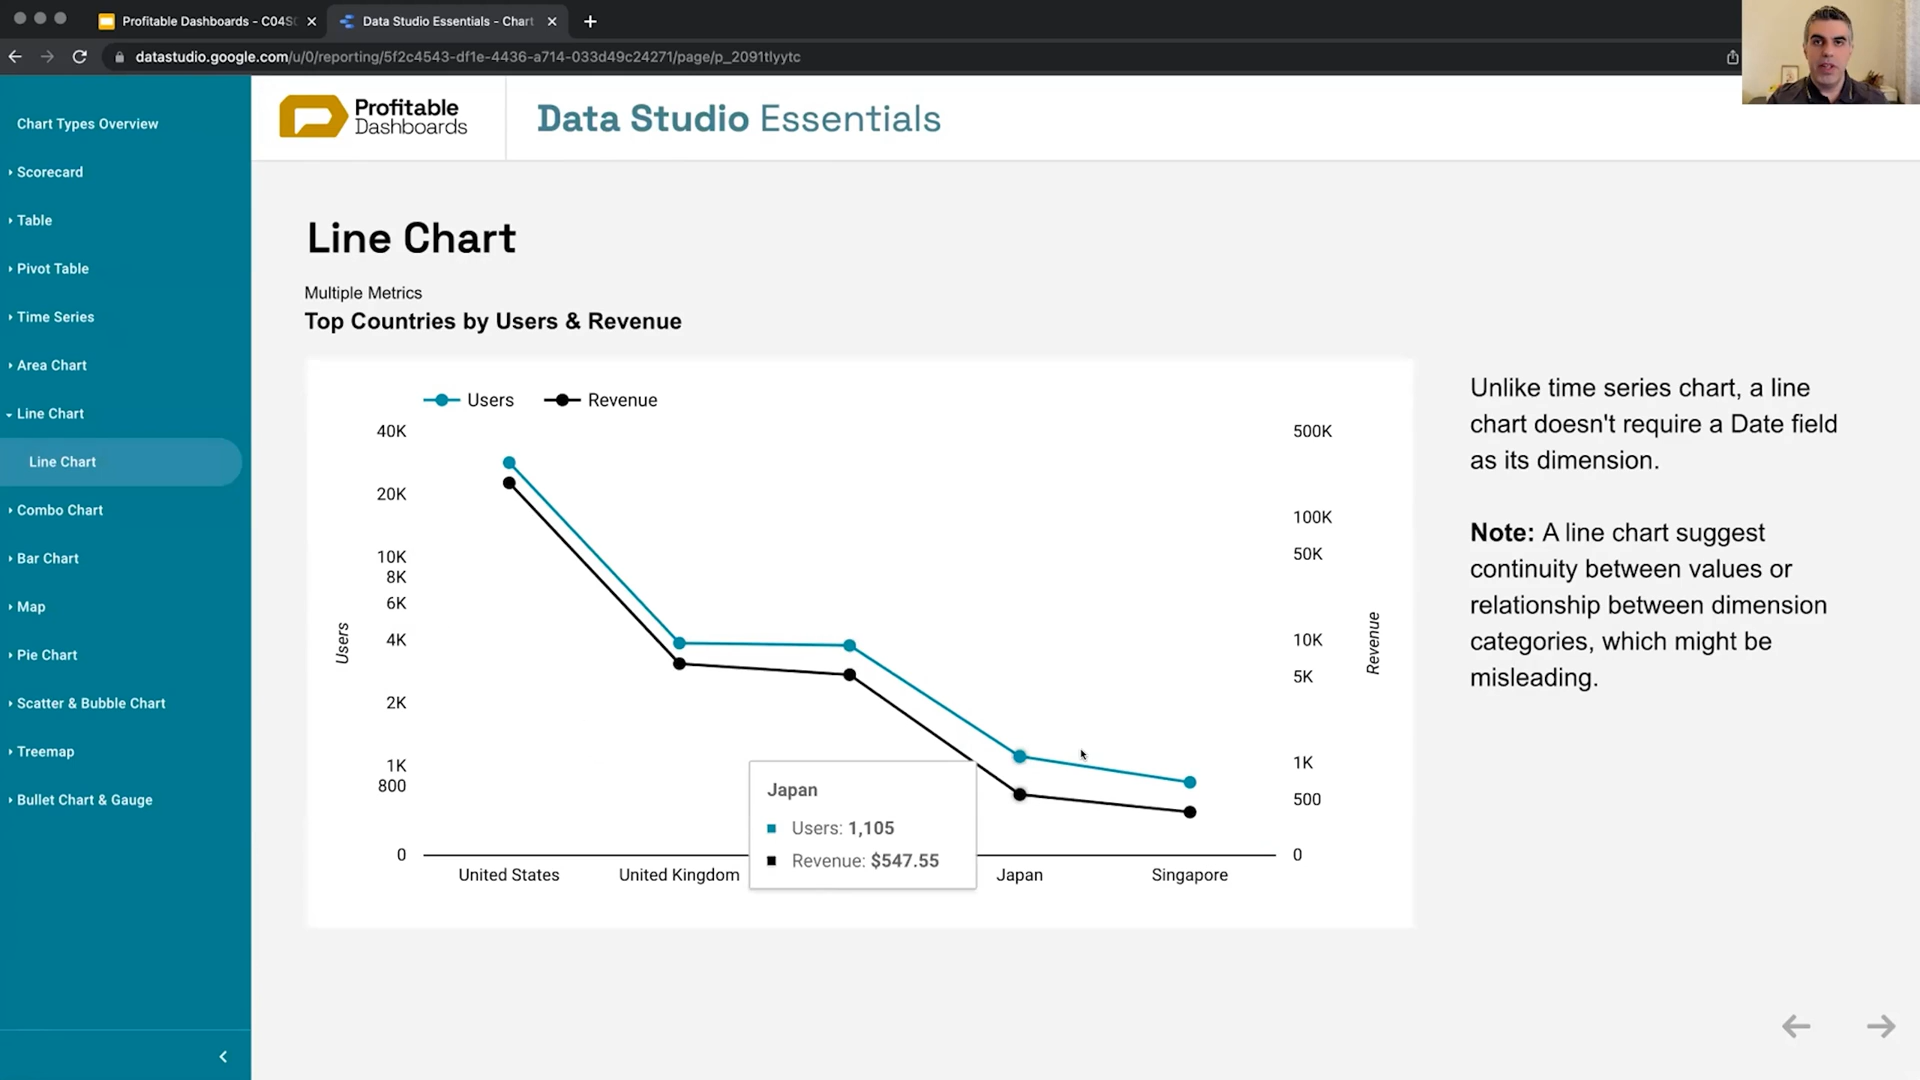 Profitable Dashboards - C04S
Data Studio Essentials - Chart
datastudio.google.com/u/0/reporting/5f2c4543-df1e-4436-a714-033d49c24271/page/p_2091tlyytc
Chart Types Overview
Scorecard
Table
Pivot Table
Time Series
Area Chart
Line Chart
Line Chart
Combo Chart
Bar Chart
Map
Pie Chart
Scatter & Bubble Chart
Treemap
Bullet Chart & Gauge
Profitable
Dashboards
Data Studio Essentials
Line Chart
Multiple Metrics
Top Countries by Users & Revenue
Users
Revenue
40K
20K
10K
8K
6K
4K
2K
1K
800
0
Users
500K
100K
50K
10K
5K
1K
500
0
Revenue
Japan
Users: 1,105
Revenue: $547.55
United States
United Kingdom
Japan
Singapore
Unlike time series chart, a line
chart doesn't require a Date field
as its dimension.
Note: A line chart suggest
continuity between values or
relationship between dimension
categories, which might be
misleading.